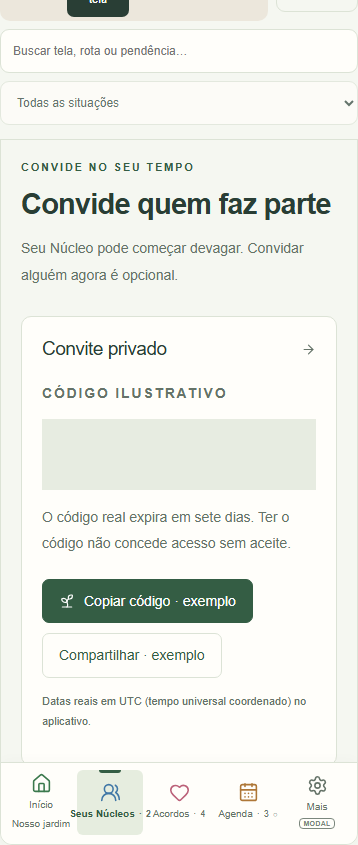 tela
Buscar tela, rota ou pendência...
Todas as situações
CONVIDE NO SEU TEMPO
Convide quem faz parte
Seu Núcleo pode começar devagar. Convidar
alguém agora é opcional.
Convite privado
CÓDIGO ILUSTRATIVO
O código real expira em sete dias. Ter o
código não concede acesso sem aceite.
Copiar código · exemplo
Compartilhar · exemplo
Datas reais em UTC (tempo universal coordenado) no
aplicativo.
Início
Nosso jardim
Seus Núcleos · 2
Acordos · 4
Agenda · 3
Mais
MODAL